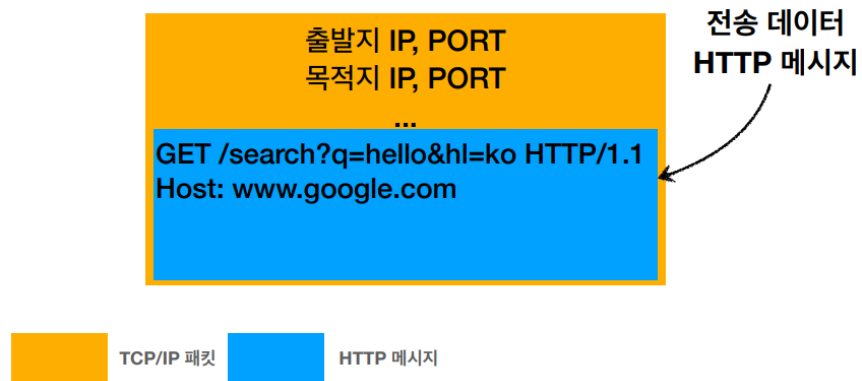 출발지 IP, PORT
목적지 IP, PORT
...
GET /search?q=hello&hl=ko HTTP/1.1
Host: www.google.com
전송 데이터
HTTP 메시지
TCP/IP 패킷
HTTP 메시지